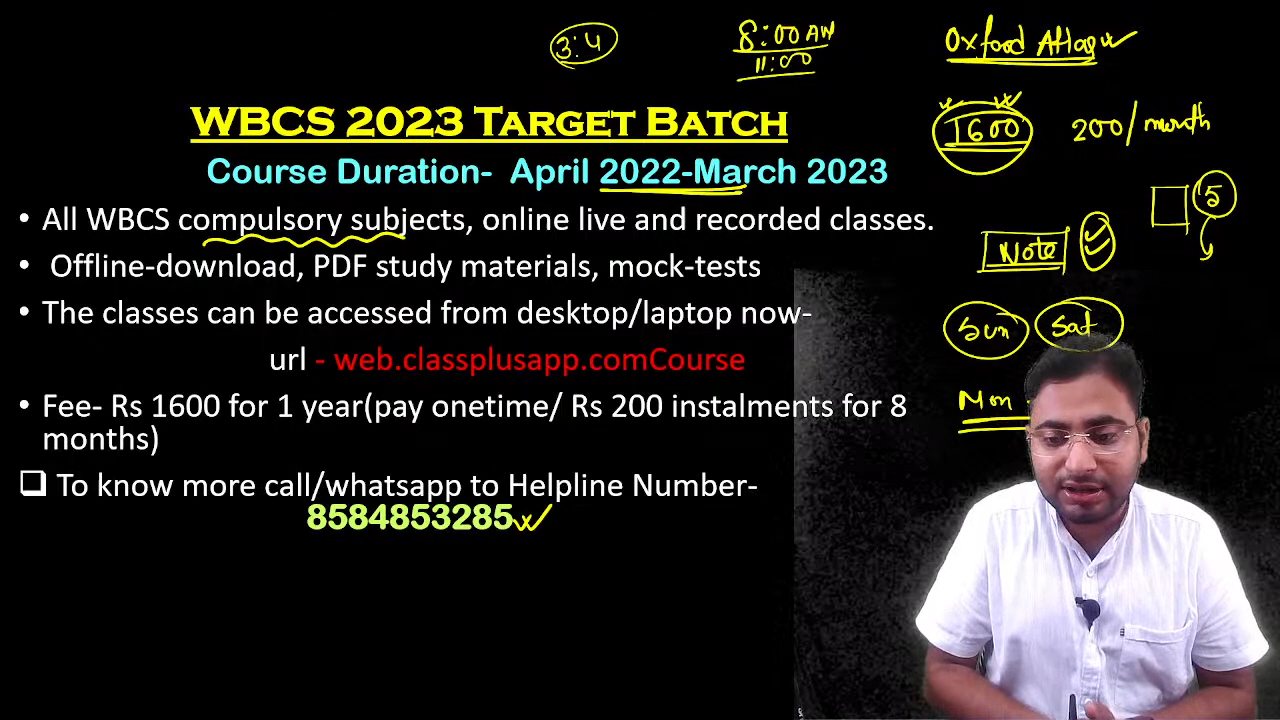 3:4
8:00 AM
11:00
Oxfood Atlas
1600
200/month
WBCS 2023 TARGET BATCH
Course Duration- April 2022-March 2023
• All WBCS compulsory subjects, online live and recorded classes.
5
Note
• Offline-download, PDF study materials, mock-tests
• The classes can be accessed from desktop/laptop now-
Sun
Sat
url - web.classplusapp.comCourse
• Fee- Rs 1600 for 1 year(pay onetime/ Rs 200 instalments for 8
months)
Mon
❑ To know more call/whatsapp to Helpline Number-
8584853285